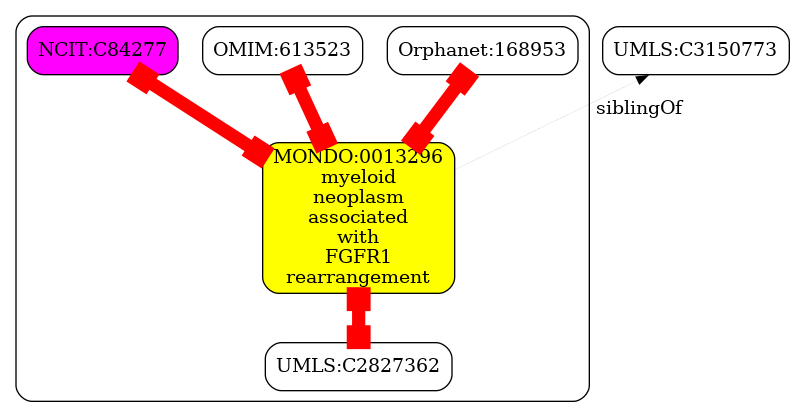 NCIT:C84277
OMIM:613523
Orphanet:168953
UMLS:C3150773
siblingOf
MONDO:0013296
myeloid
neoplasm
associated
with
FGFR1
rearrangement
UMLS:C2827362